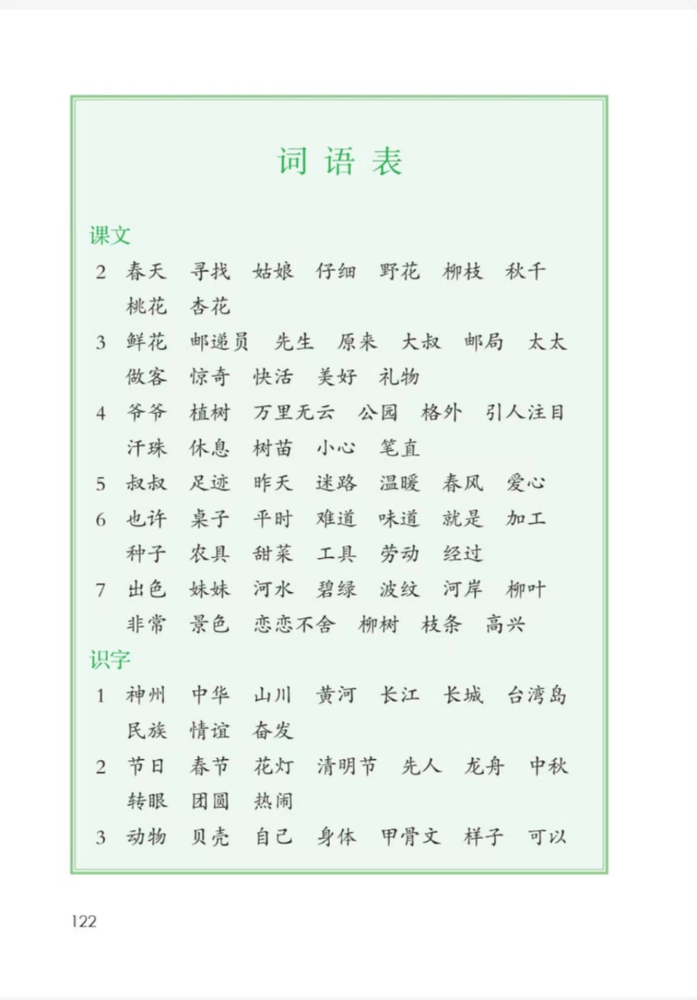 词语表
课文
2 春天 寻找 姑娘 仔细 野花 柳枝 秋千
桃花 杏花
3 鲜花 邮递员 先生 原来 大叔 邮局 太太
做客 惊奇 快活 美好 礼物
4 爷爷 植树 万里无云 公园 格外 引人注目
汗珠 休息 树苗 小心 笔直
5 叔叔 足迹 昨天 迷路 温暖 春风 爱心
6 也许 桌子 平时 难道 味道 就是 加工
种子 农具 甜菜 工具 劳动 经过
7 出色 妹妹 河水 碧绿 波纹 河岸 柳叶
非常 景色 恋恋不舍 柳树 枝条 高兴
识字
1 神州 中华 山川 黄河 长江 长城 台湾岛
民族 情谊 奋发
2 节日 春节 花灯 清明节 先人 龙舟 中秋
转眼 团圆 热闹
3 动物 贝壳 自己 身体 甲骨文 样子 可以
122